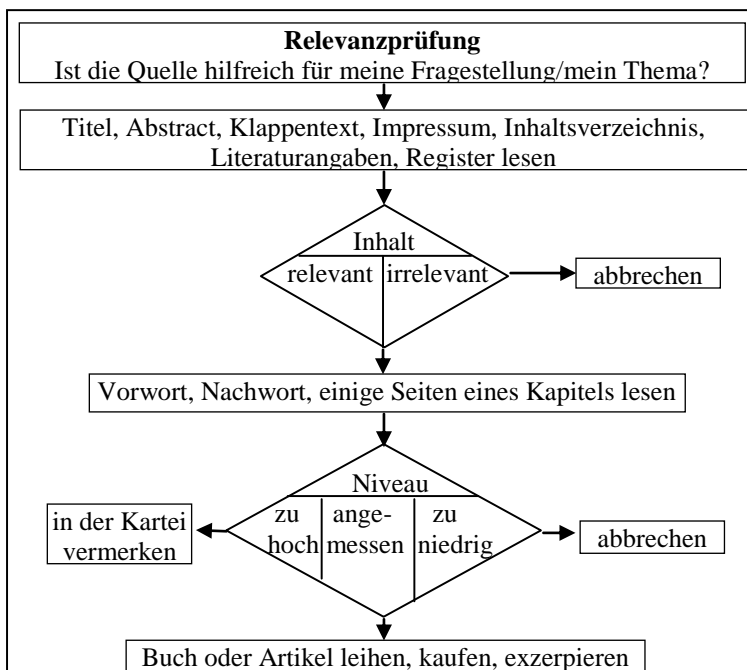 Relevanzprüfung
Ist die Quelle hilfreich für meine Fragestellung/mein Thema?
Titel, Abstract, Klappentext, Impressum, Inhaltsverzeichnis,
Literaturangaben, Register lesen
Inhalt
relevant
irrelevant
abbrechen
Vorwort, Nachwort, einige Seiten eines Kapitels lesen
Niveau
in der Kartei
vermerken
zu
hoch
ange-
messen
zu
niedrig
abbrechen
Buch oder Artikel leihen, kaufen, exzerpieren